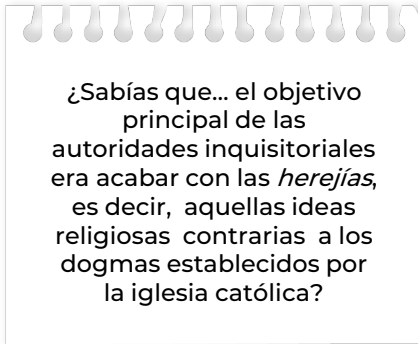 ¿Sabías que... el objetivo
principal de las
autoridades inquisitoriales
era acabar con las herejías,
es decir, aquellas ideas
religiosas contrarias a los
dogmas establecidos por
la iglesia católica?